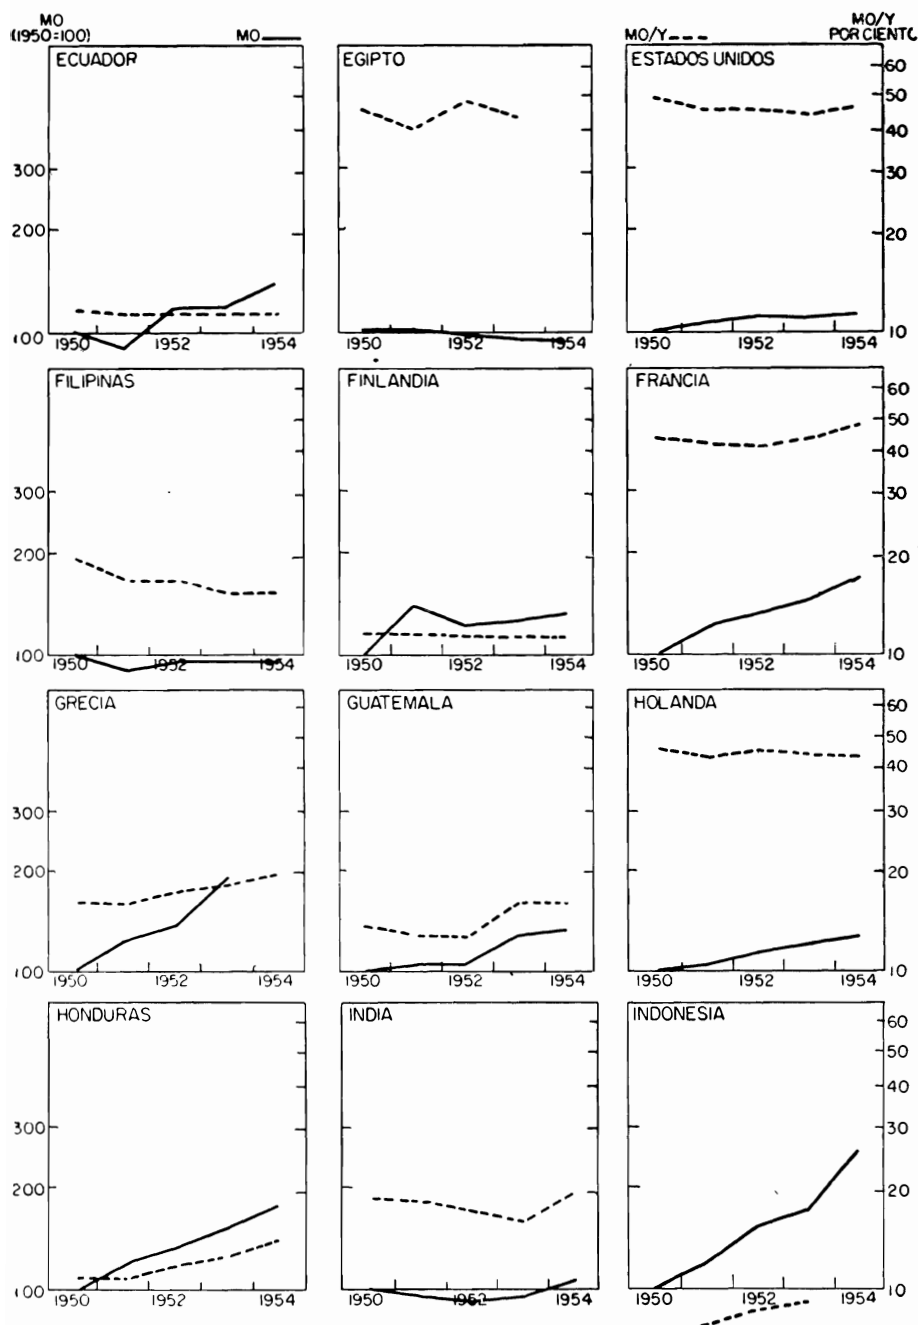 MO MO/Y
(1950=100) MO MO/Y POR CIENTO
ECUADOR EGIPTO ESTADOS UNIDOS
60
50
40
300 30
200 20
100 10
1950 1952 1954 1950 1952 1954 1950 1952 1954
FILIPINAS FINLANDIA FRANCIA
60
50
40
300 30
200 20
100 10
1950 1952 1954 1950 1952 1954 1950 1952 1954
GRECIA GUATEMALA HOLANDA
60
50
40
300 30
200 20
100 10
1950 1952 1954 1950 1952 1954 1950 1952 1954
HONDURAS INDIA INDONESIA
60
50
40
300 30
200 20
100 10
1950 1952 1954 1950 1952 1954 1950 1952 1954